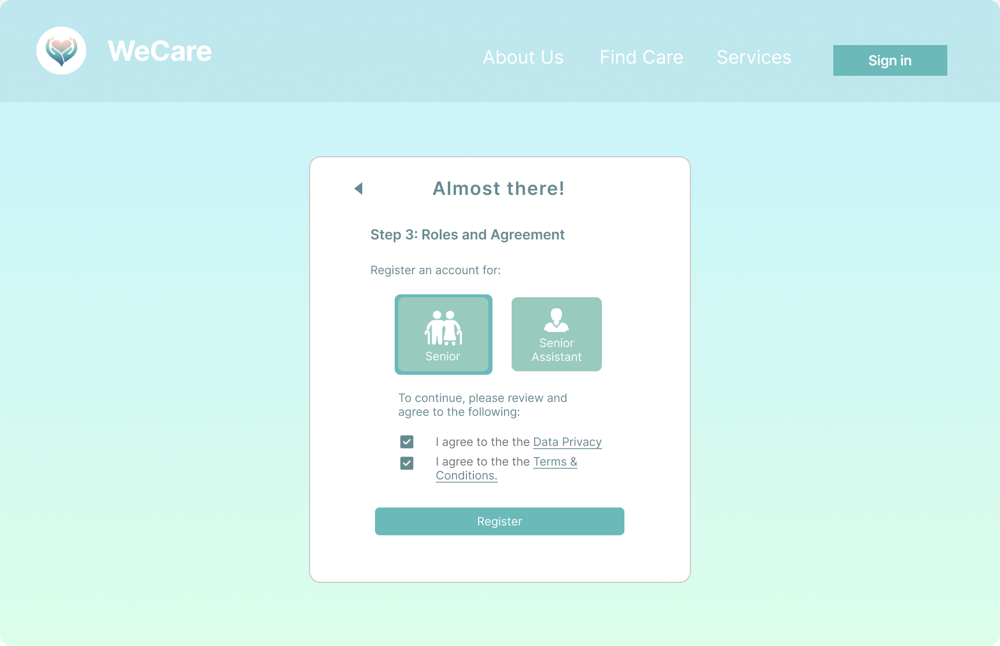 WeCare
About Us
Find Care
Services
Sign in
Almost there!
Step 3: Roles and Agreement
Register an account for:
Senior
Senior
Assistant
To continue, please review and
agree to the following:
I agree to the the Data Privacy
I agree to the the Terms &
Conditions.
Register